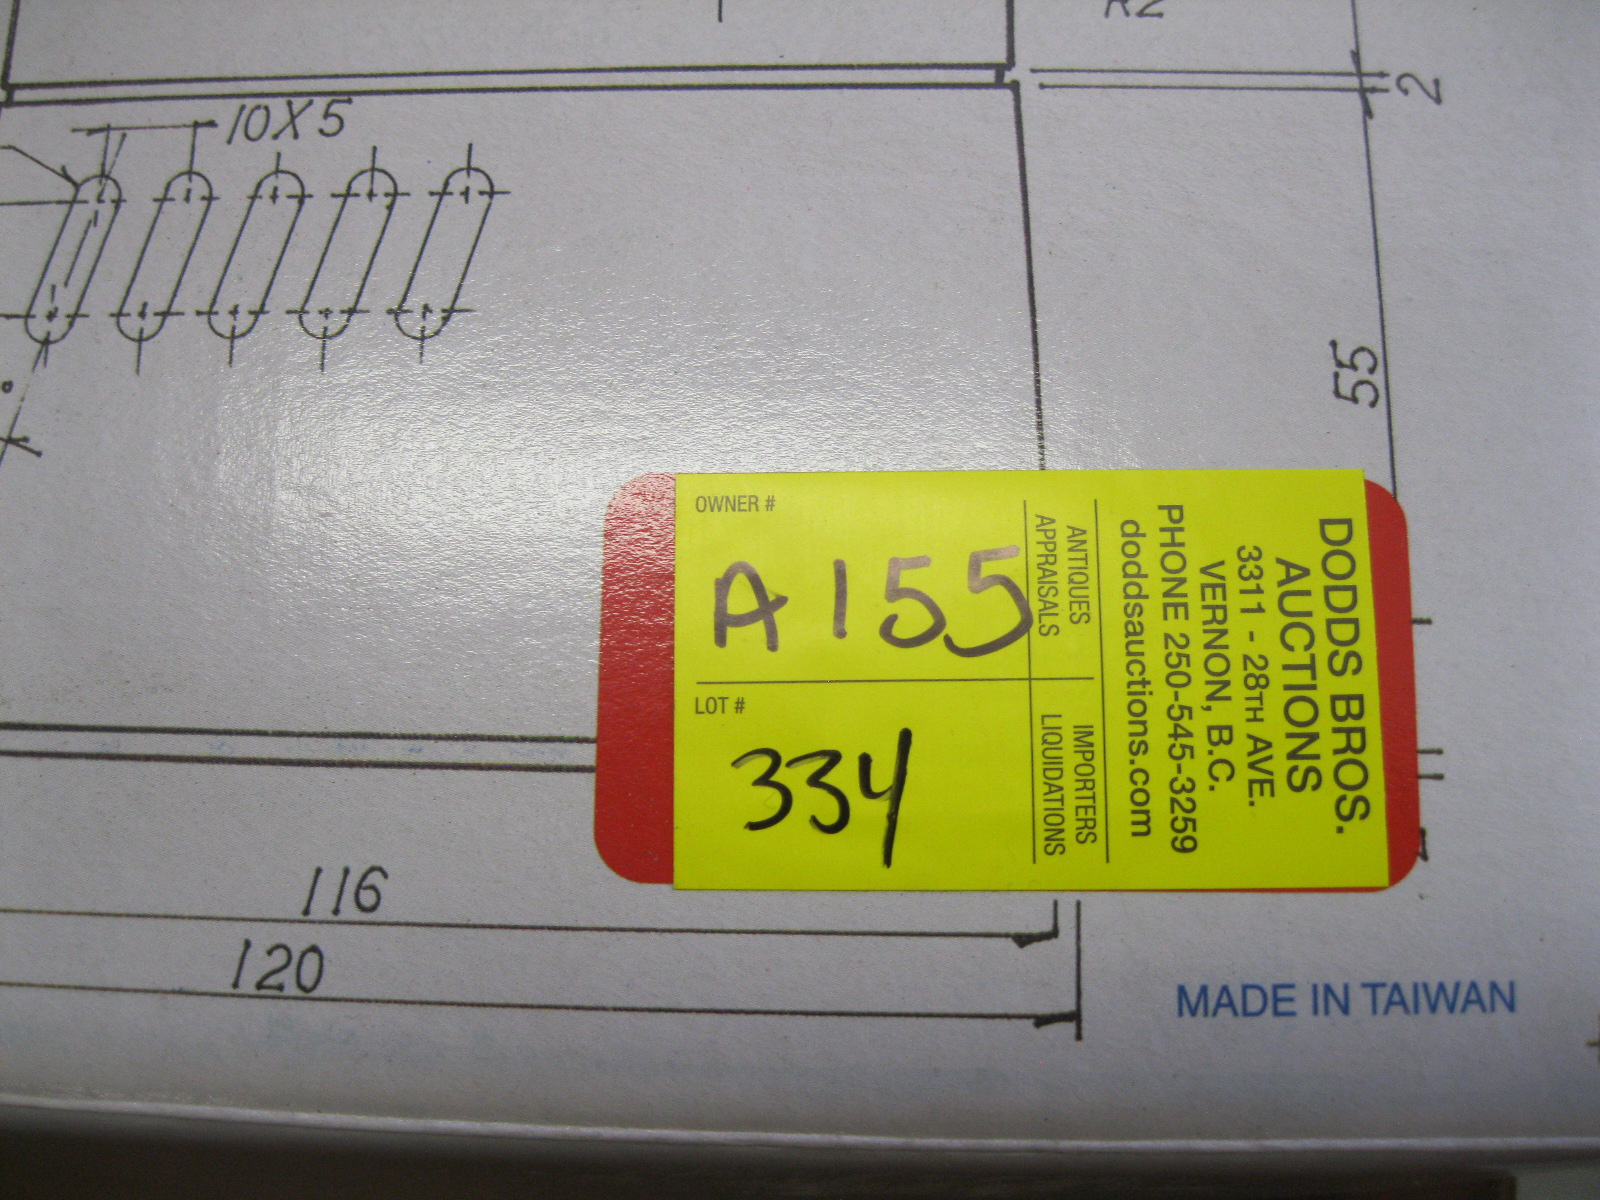 R2
2
10X5
55
OWNER #
A155
LOT #
334
ANTIQUES
APPRAISALS
IMPORTERS
LIQUIDATIONS
DODDS BROS.
AUCTIONS
3311 - 28TH AVE.
VERNON, B.C.
PHONE 250-545-3259
doddsauctions.com
116
120
MADE IN TAIWAN